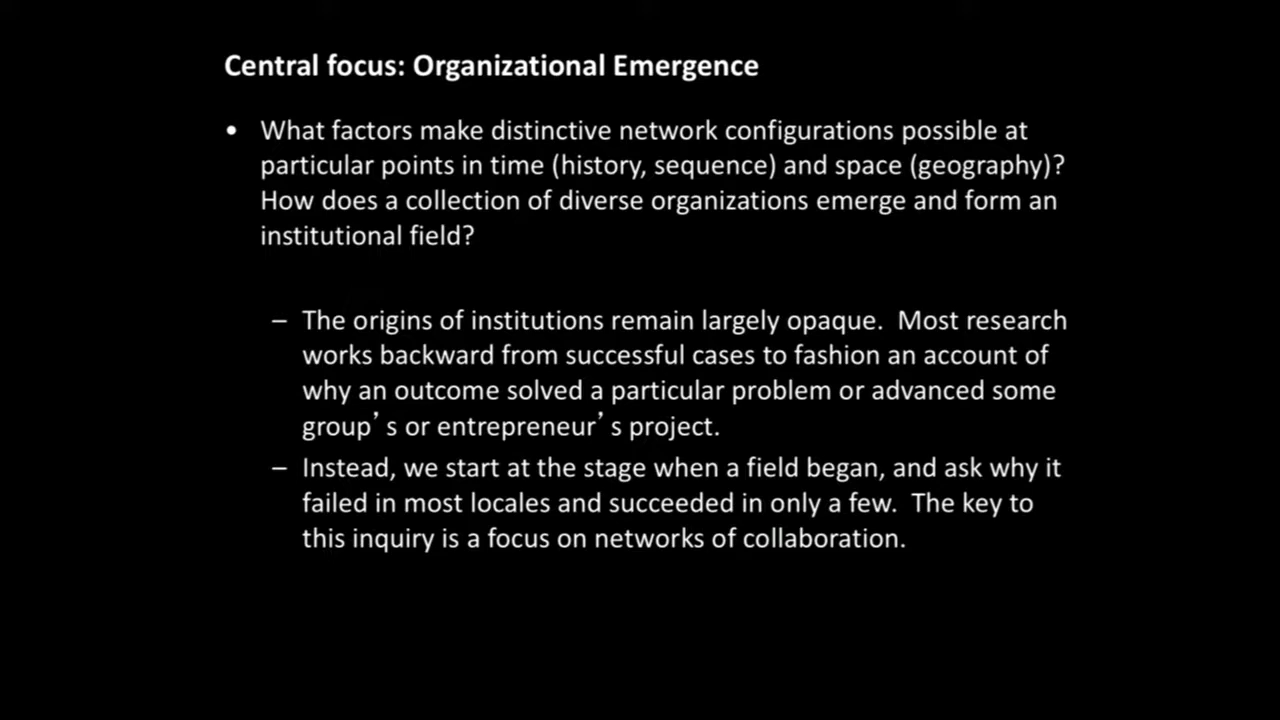 Central focus: Organizational Emergence
• What factors make distinctive network configurations possible at
particular points in time (history, sequence) and space (geography)?
How does a collection of diverse organizations emerge and form an
institutional field?
– The origins of institutions remain largely opaque.  Most research
works backward from successful cases to fashion an account of
why an outcome solved a particular problem or advanced some
group’s or entrepreneur’s project.
– Instead, we start at the stage when a field began, and ask why it
failed in most locales and succeeded in only a few.  The key to
this inquiry is a focus on networks of collaboration.